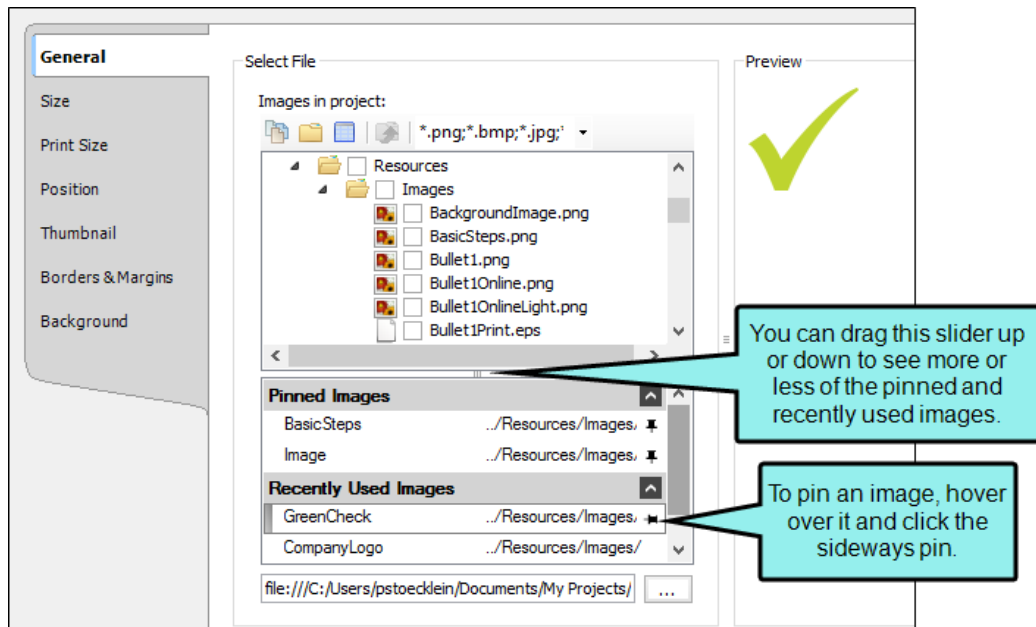 General
Size
Print Size
Position
Thumbnail
Borders & Margins
Background
Select File
Images in project:
*.png;*.bmp;*.jpg;*
Resources
Images
BackgroundImage.png
BasicSteps.png
Bullet1.png
Bullet1Online.png
Bullet1OnlineLight.png
Bullet1Print.eps
Pinned Images
BasicSteps ../Resources/Images/
Image ../Resources/Images/
Recently Used Images
GreenCheck ../Resources/Images/
CompanyLogo ../Resources/Images/
file:///C:/Users/pstoecklein/Documents/My Projects/
...
Preview
You can drag this slider up
or down to see more or
less of the pinned and
recently used images.
To pin an image, hover
over it and click the
sideways pin.